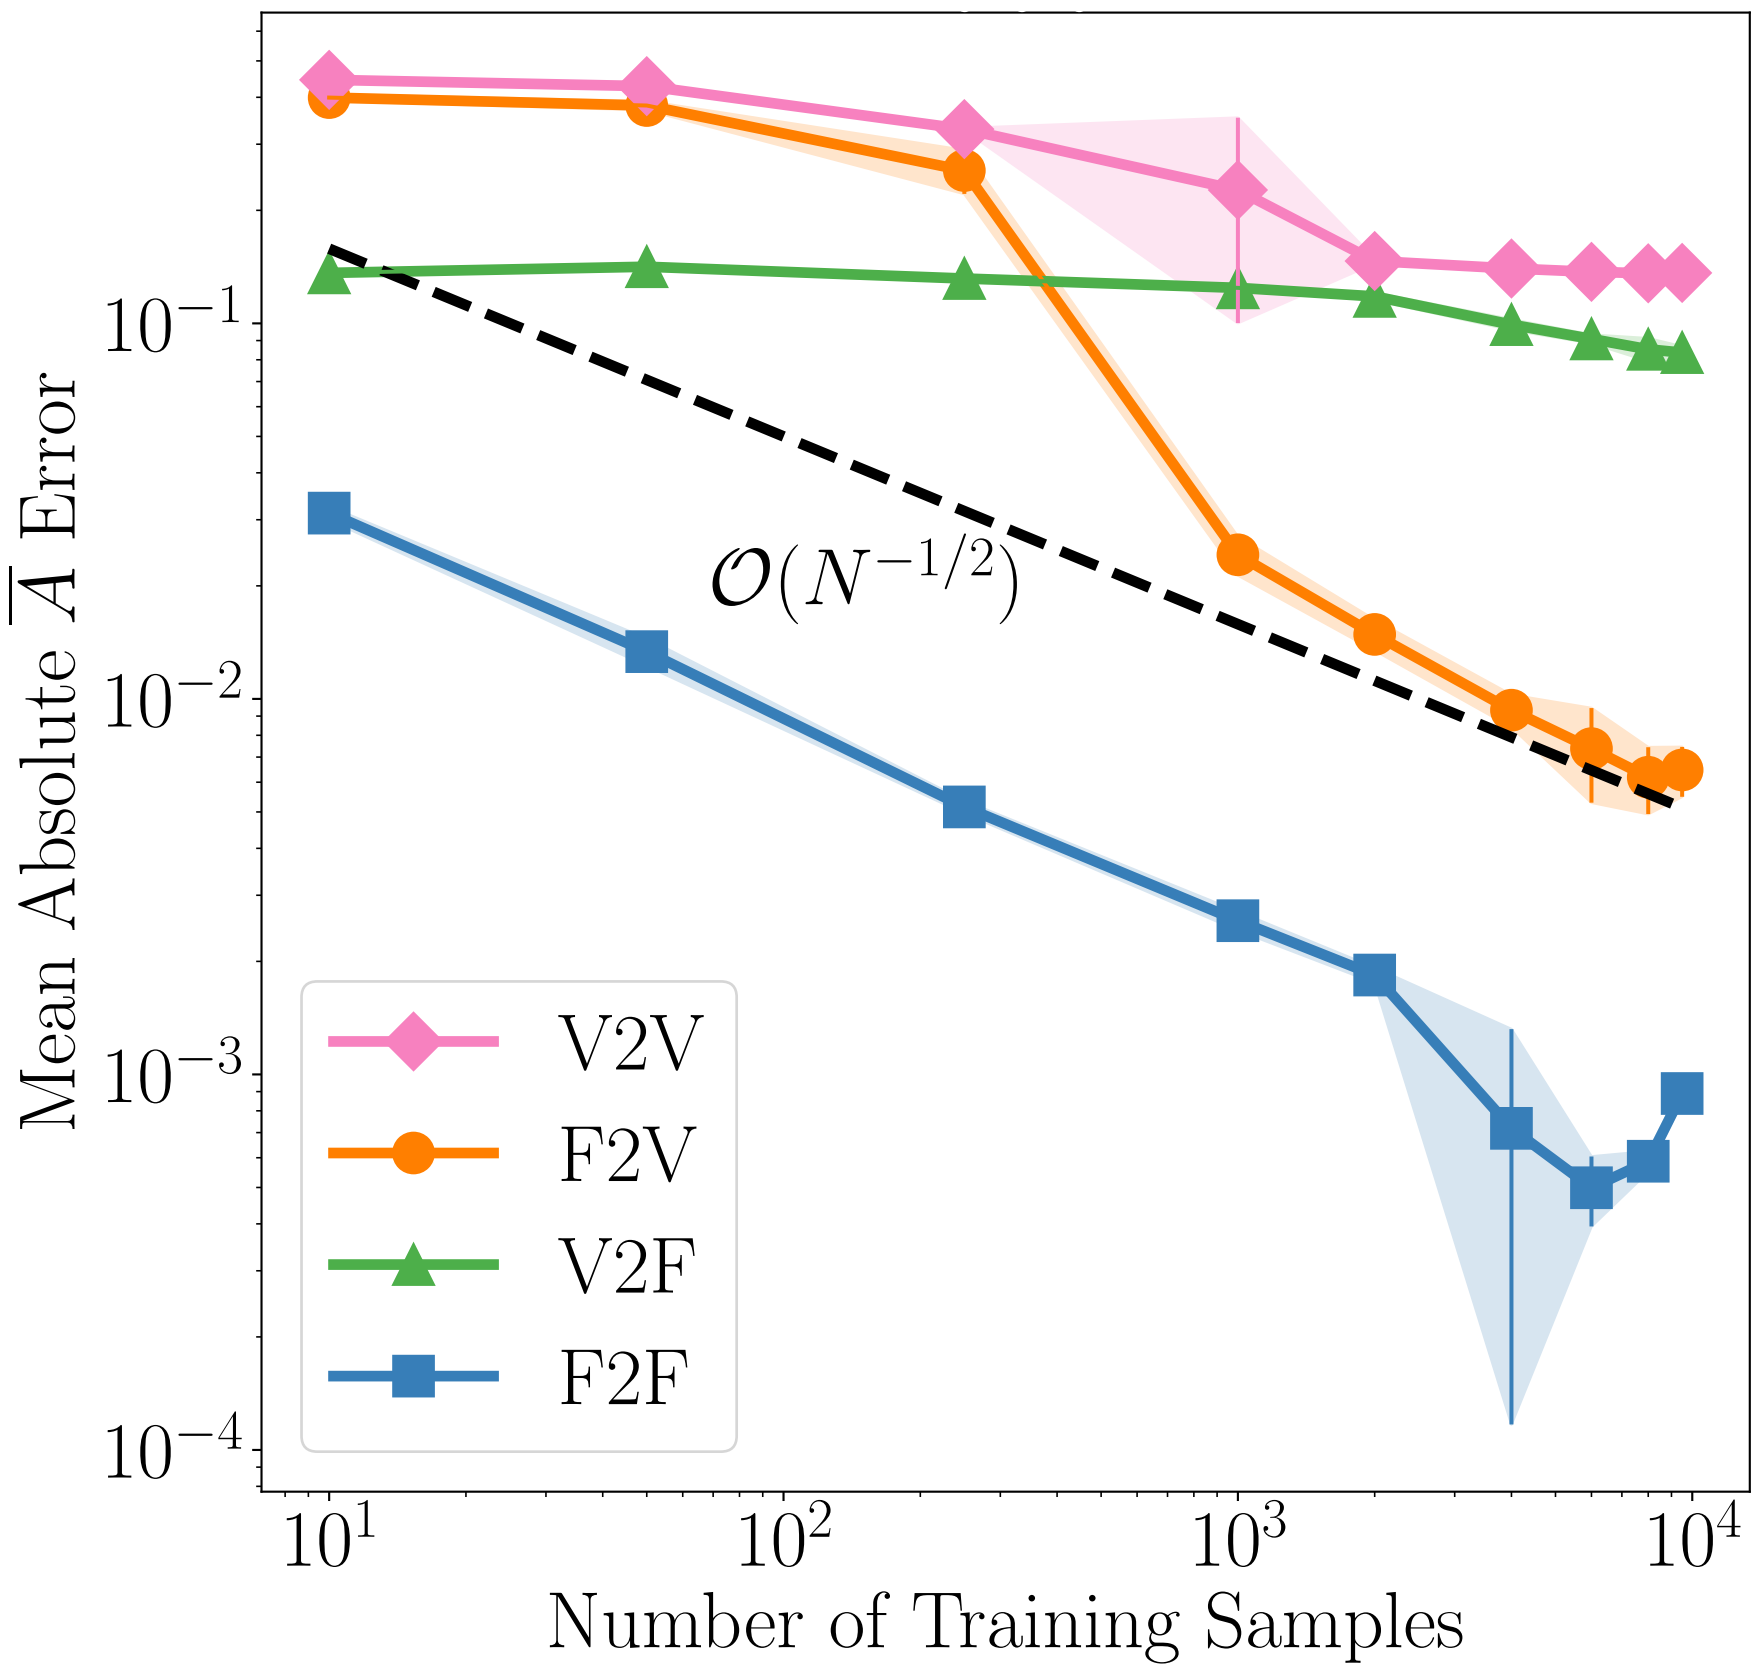 Mean Absolute A̅ Error
10⁻¹
10⁻²
10⁻³
10⁻⁴
𝒪(N⁻¹/²)
V2V
F2V
V2F
F2F
10¹ 10² 10³ 10⁴
Number of Training Samples